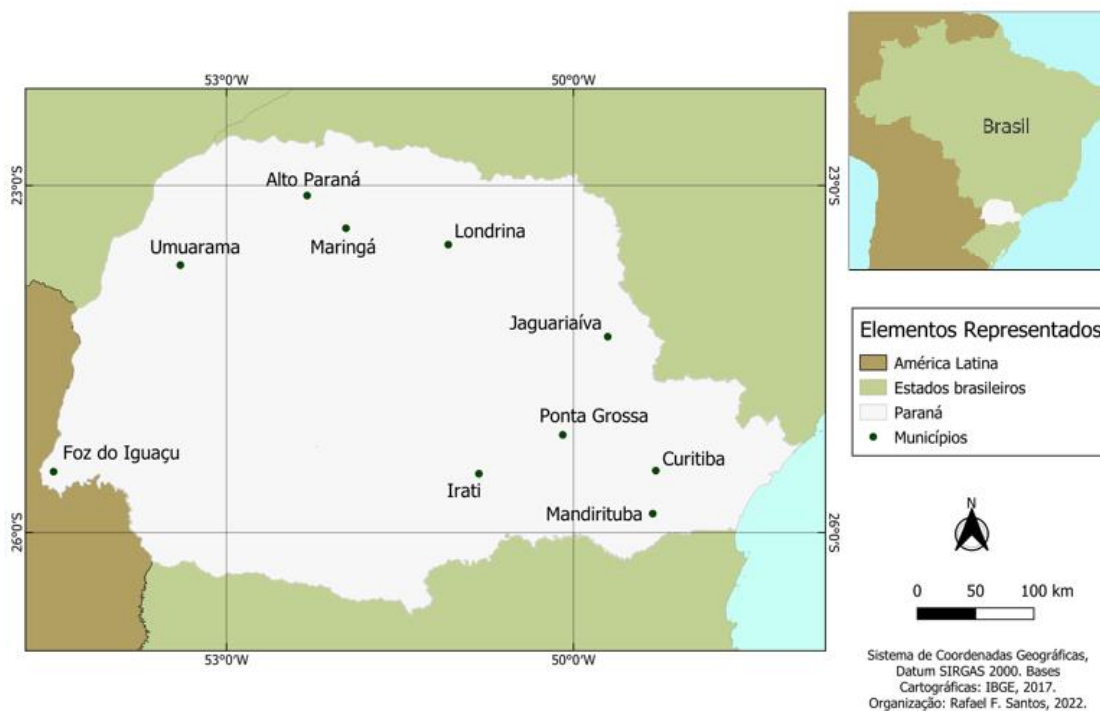 53°0'W
50°0'W
23°0'S
23°0'S
Alto Paraná
Londrina
Umuarama
Maringá
Jaguariaíva
Ponta Grossa
Foz do Iguaçu
Curitiba
Irati
Mandirituba
26°0'S
26°0'S
53°0'W
50°0'W
Brasil
Elementos Representados
América Latina
Estados brasileiros
Paraná
Municípios
N
0 50 100 km
Sistema de Coordenadas Geográficas,
Datum SIRGAS 2000. Bases
Cartográficas: IBGE, 2017.
Organização: Rafael F. Santos, 2022.